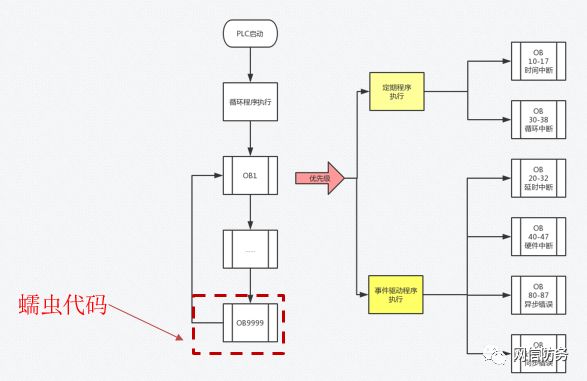 PLC启动
循环程序执行
OB1
......
OB9999
蠕虫代码
优先级
定期程序
执行
事件驱动程序
执行
OB
10-17
时间中断
OB
30-38
循环中断
OB
20-32
延时中断
OB
40-47
硬件中断
OB
80-87
异步错误
OB
同步错误
网信防务